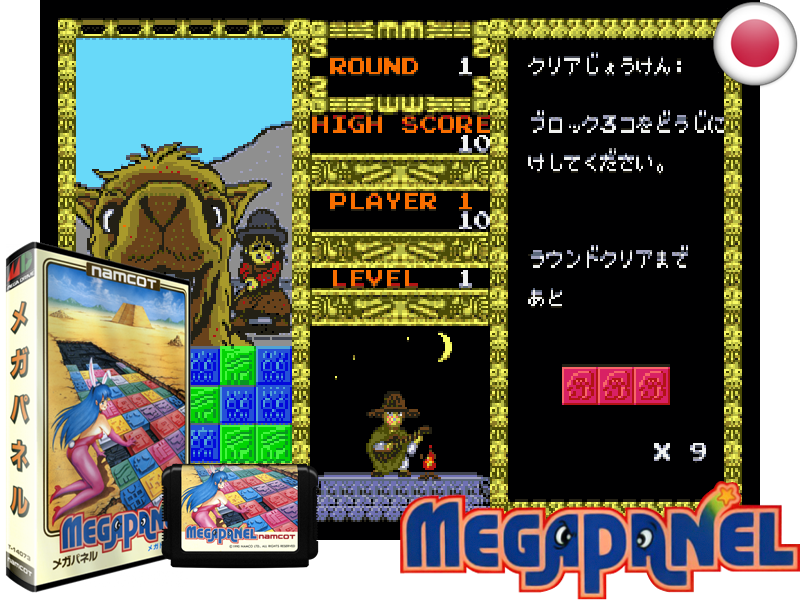 ROUND 1
HIGH SCORE
10
PLAYER 1
10
LEVEL 1
クリアじょうけん:
ブロック3コをどうじに
けしてください。
ラウンドクリアまで
あと
X 9
namcot
メガパネル
MEGAPAN
メガパネル
T-14073
namcot
MEGAPANEL
namcot
MEGAPANEL